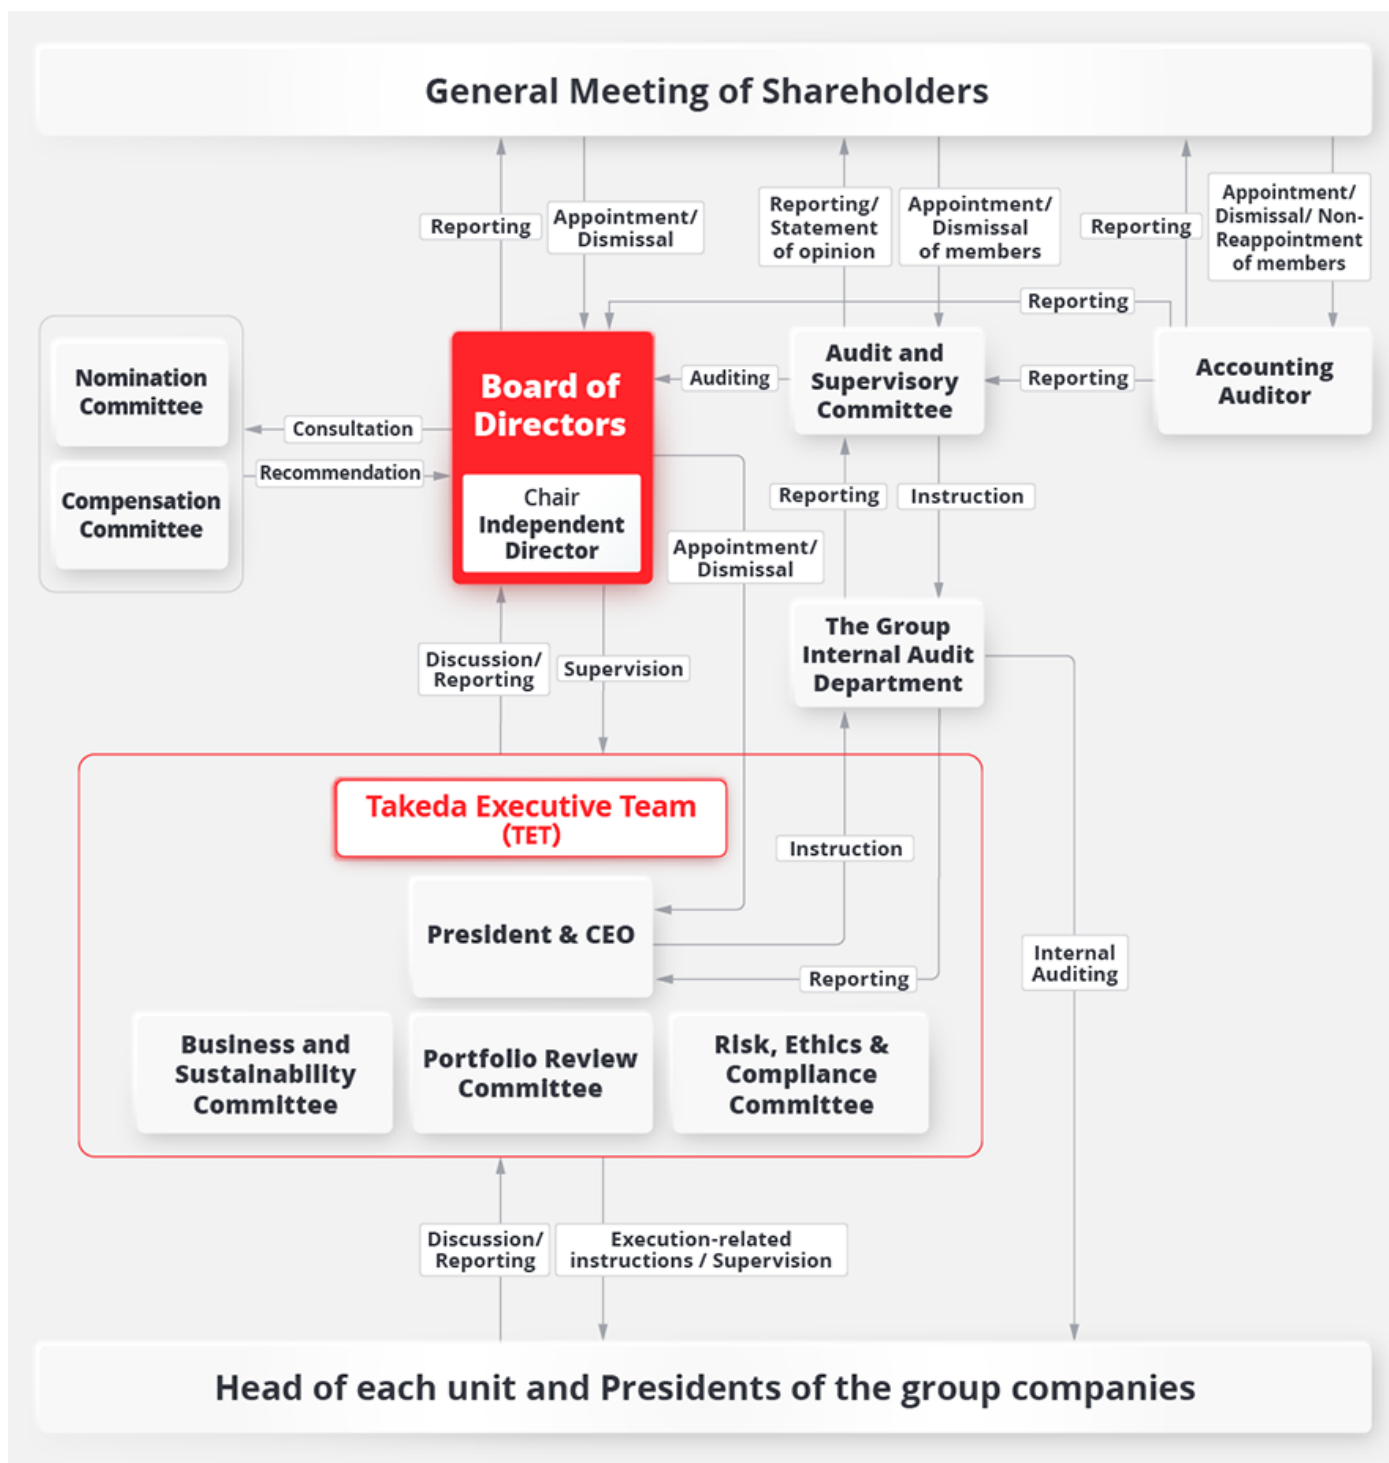 General Meeting of Shareholders
Reporting
Appointment/
Dismissal
Reporting/
Statement
of opinion
Appointment/
Dismissal
of members
Reporting
Appointment/
Dismissal/ Non-
Reappointment
of members
Reporting
Nomination
Committee
Compensation
Committee
Consultation
Recommendation
Board of
Directors
Chair
Independent
Director
Auditing
Audit and
Supervisory
Committee
Reporting
Accounting
Auditor
Reporting
Instruction
Appointment/
Dismissal
The Group
Internal Audit
Department
Discussion/
Reporting
Supervision
Takeda Executive Team
(TET)
Instruction
President & CEO
Reporting
Internal
Auditing
Business and
Sustainability
Committee
Portfolio Review
Committee
Risk, Ethics &
Compliance
Committee
Discussion/
Reporting
Execution-related
instructions / Supervision
Head of each unit and Presidents of the group companies